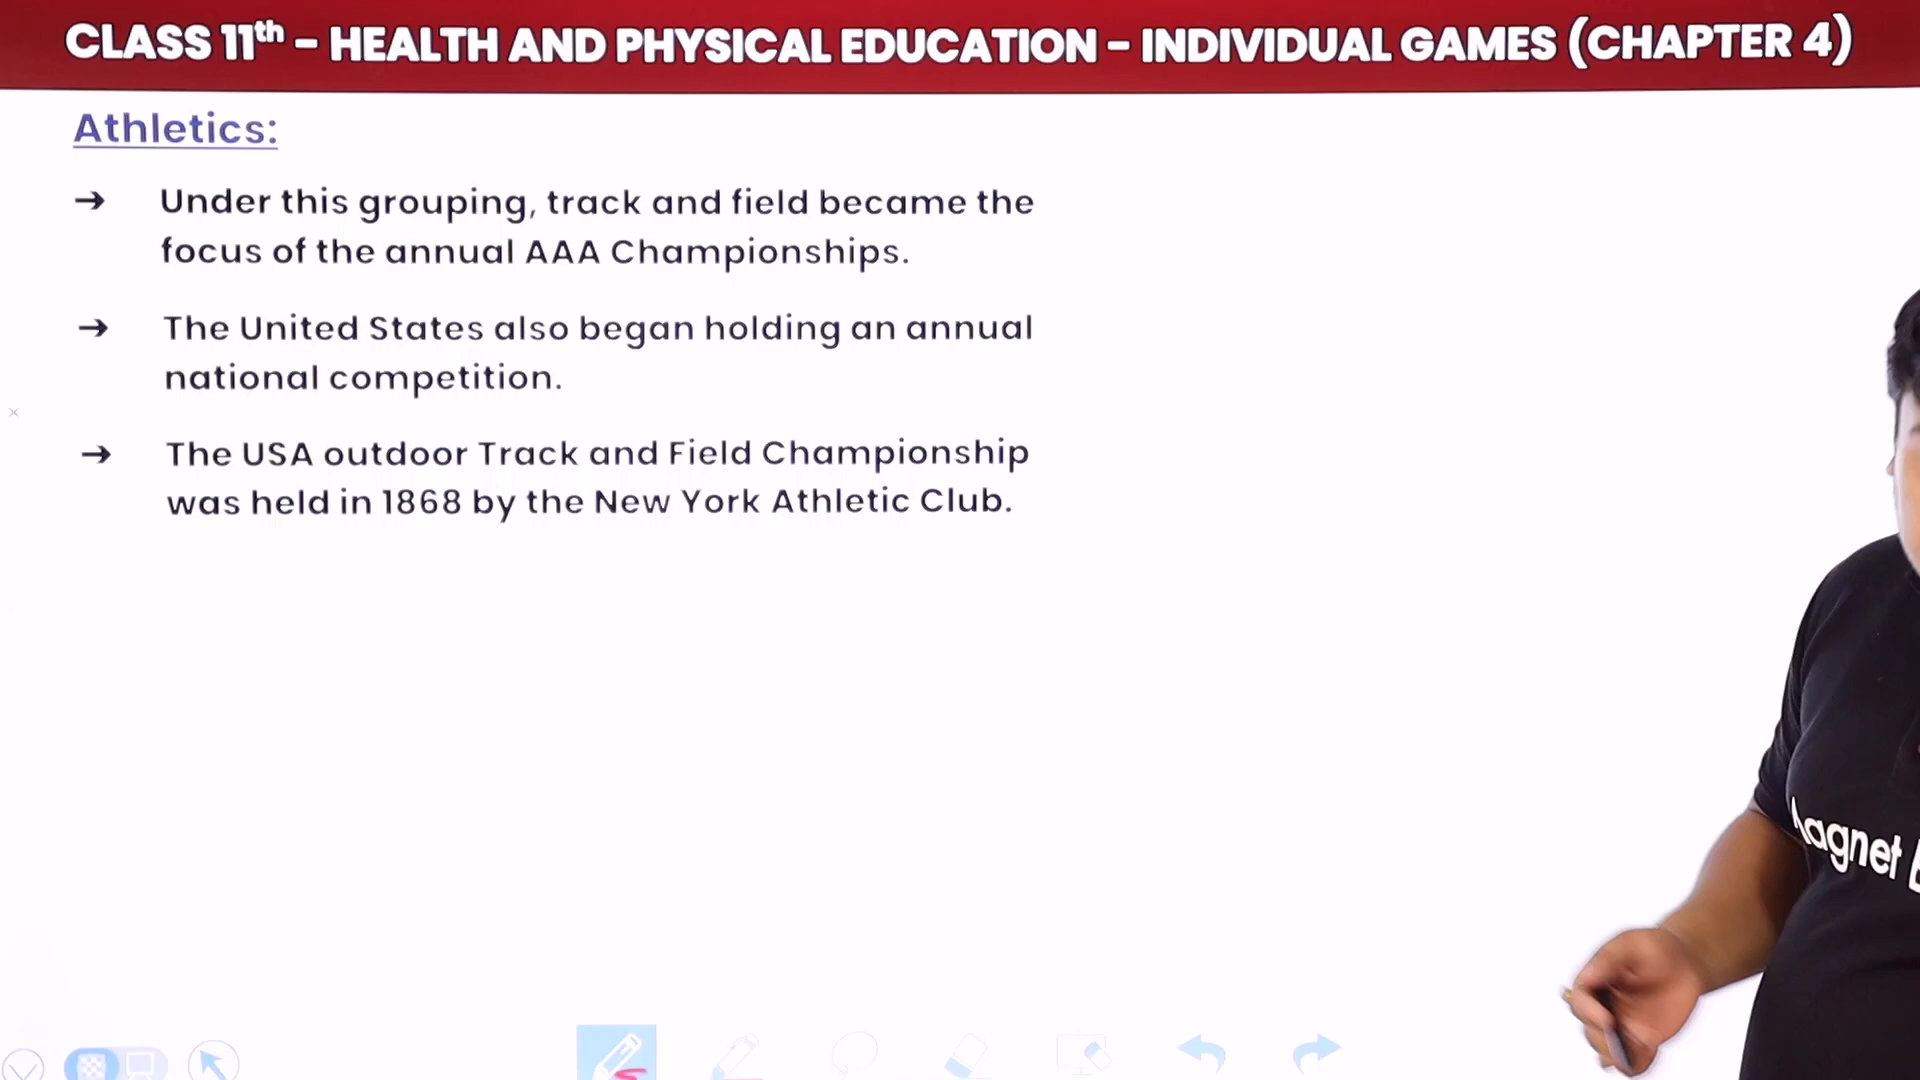 CLASS 11th - HEALTH AND PHYSICAL EDUCATION - INDIVIDUAL GAMES (CHAPTER 4)
Athletics:
→ Under this grouping, track and field became the
focus of the annual AAA Championships.
→ The United States also began holding an annual
national competition.
→ The USA outdoor Track and Field Championship
was held in 1868 by the New York Athletic Club.